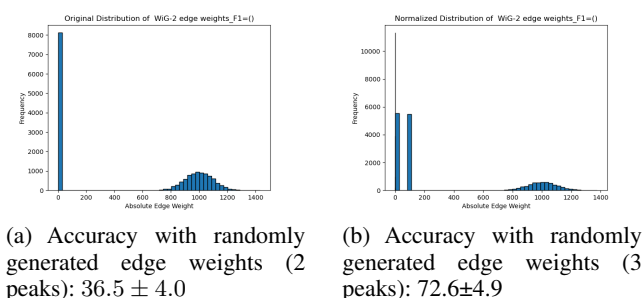 Original Distribution of WiG-2 edge weights_F1=()
8000
7000
6000
5000
4000
3000
2000
1000
0
Frequency
0 200 400 600 800 1000 1200 1400
Absolute Edge Weight
(a) Accuracy with randomly
generated edge weights (2
peaks): 36.5 ± 4.0
Normalized Distribution of WiG-2 edge weights_F1=()
10000
8000
6000
4000
2000
0
Frequency
0 200 400 600 800 1000 1200 1400
Absolute Edge Weight
(b) Accuracy with randomly
generated edge weights (3
peaks): 72.6±4.9